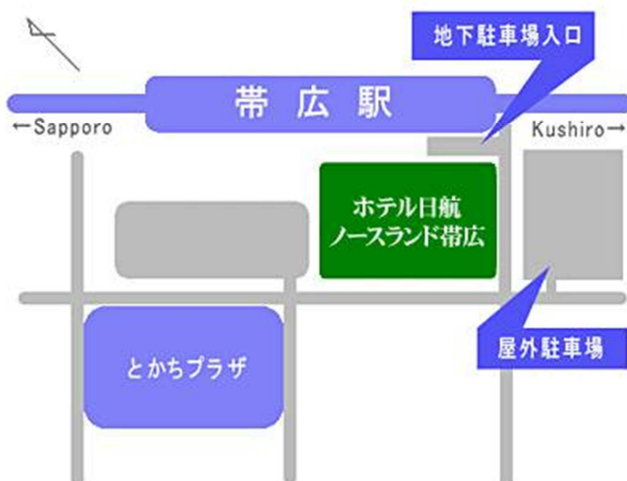 地下駐車場入口
帯広駅
←Sapporo
Kushiro→
ホテル日航
ノースランド帯広
とかちプラザ
屋外駐車場